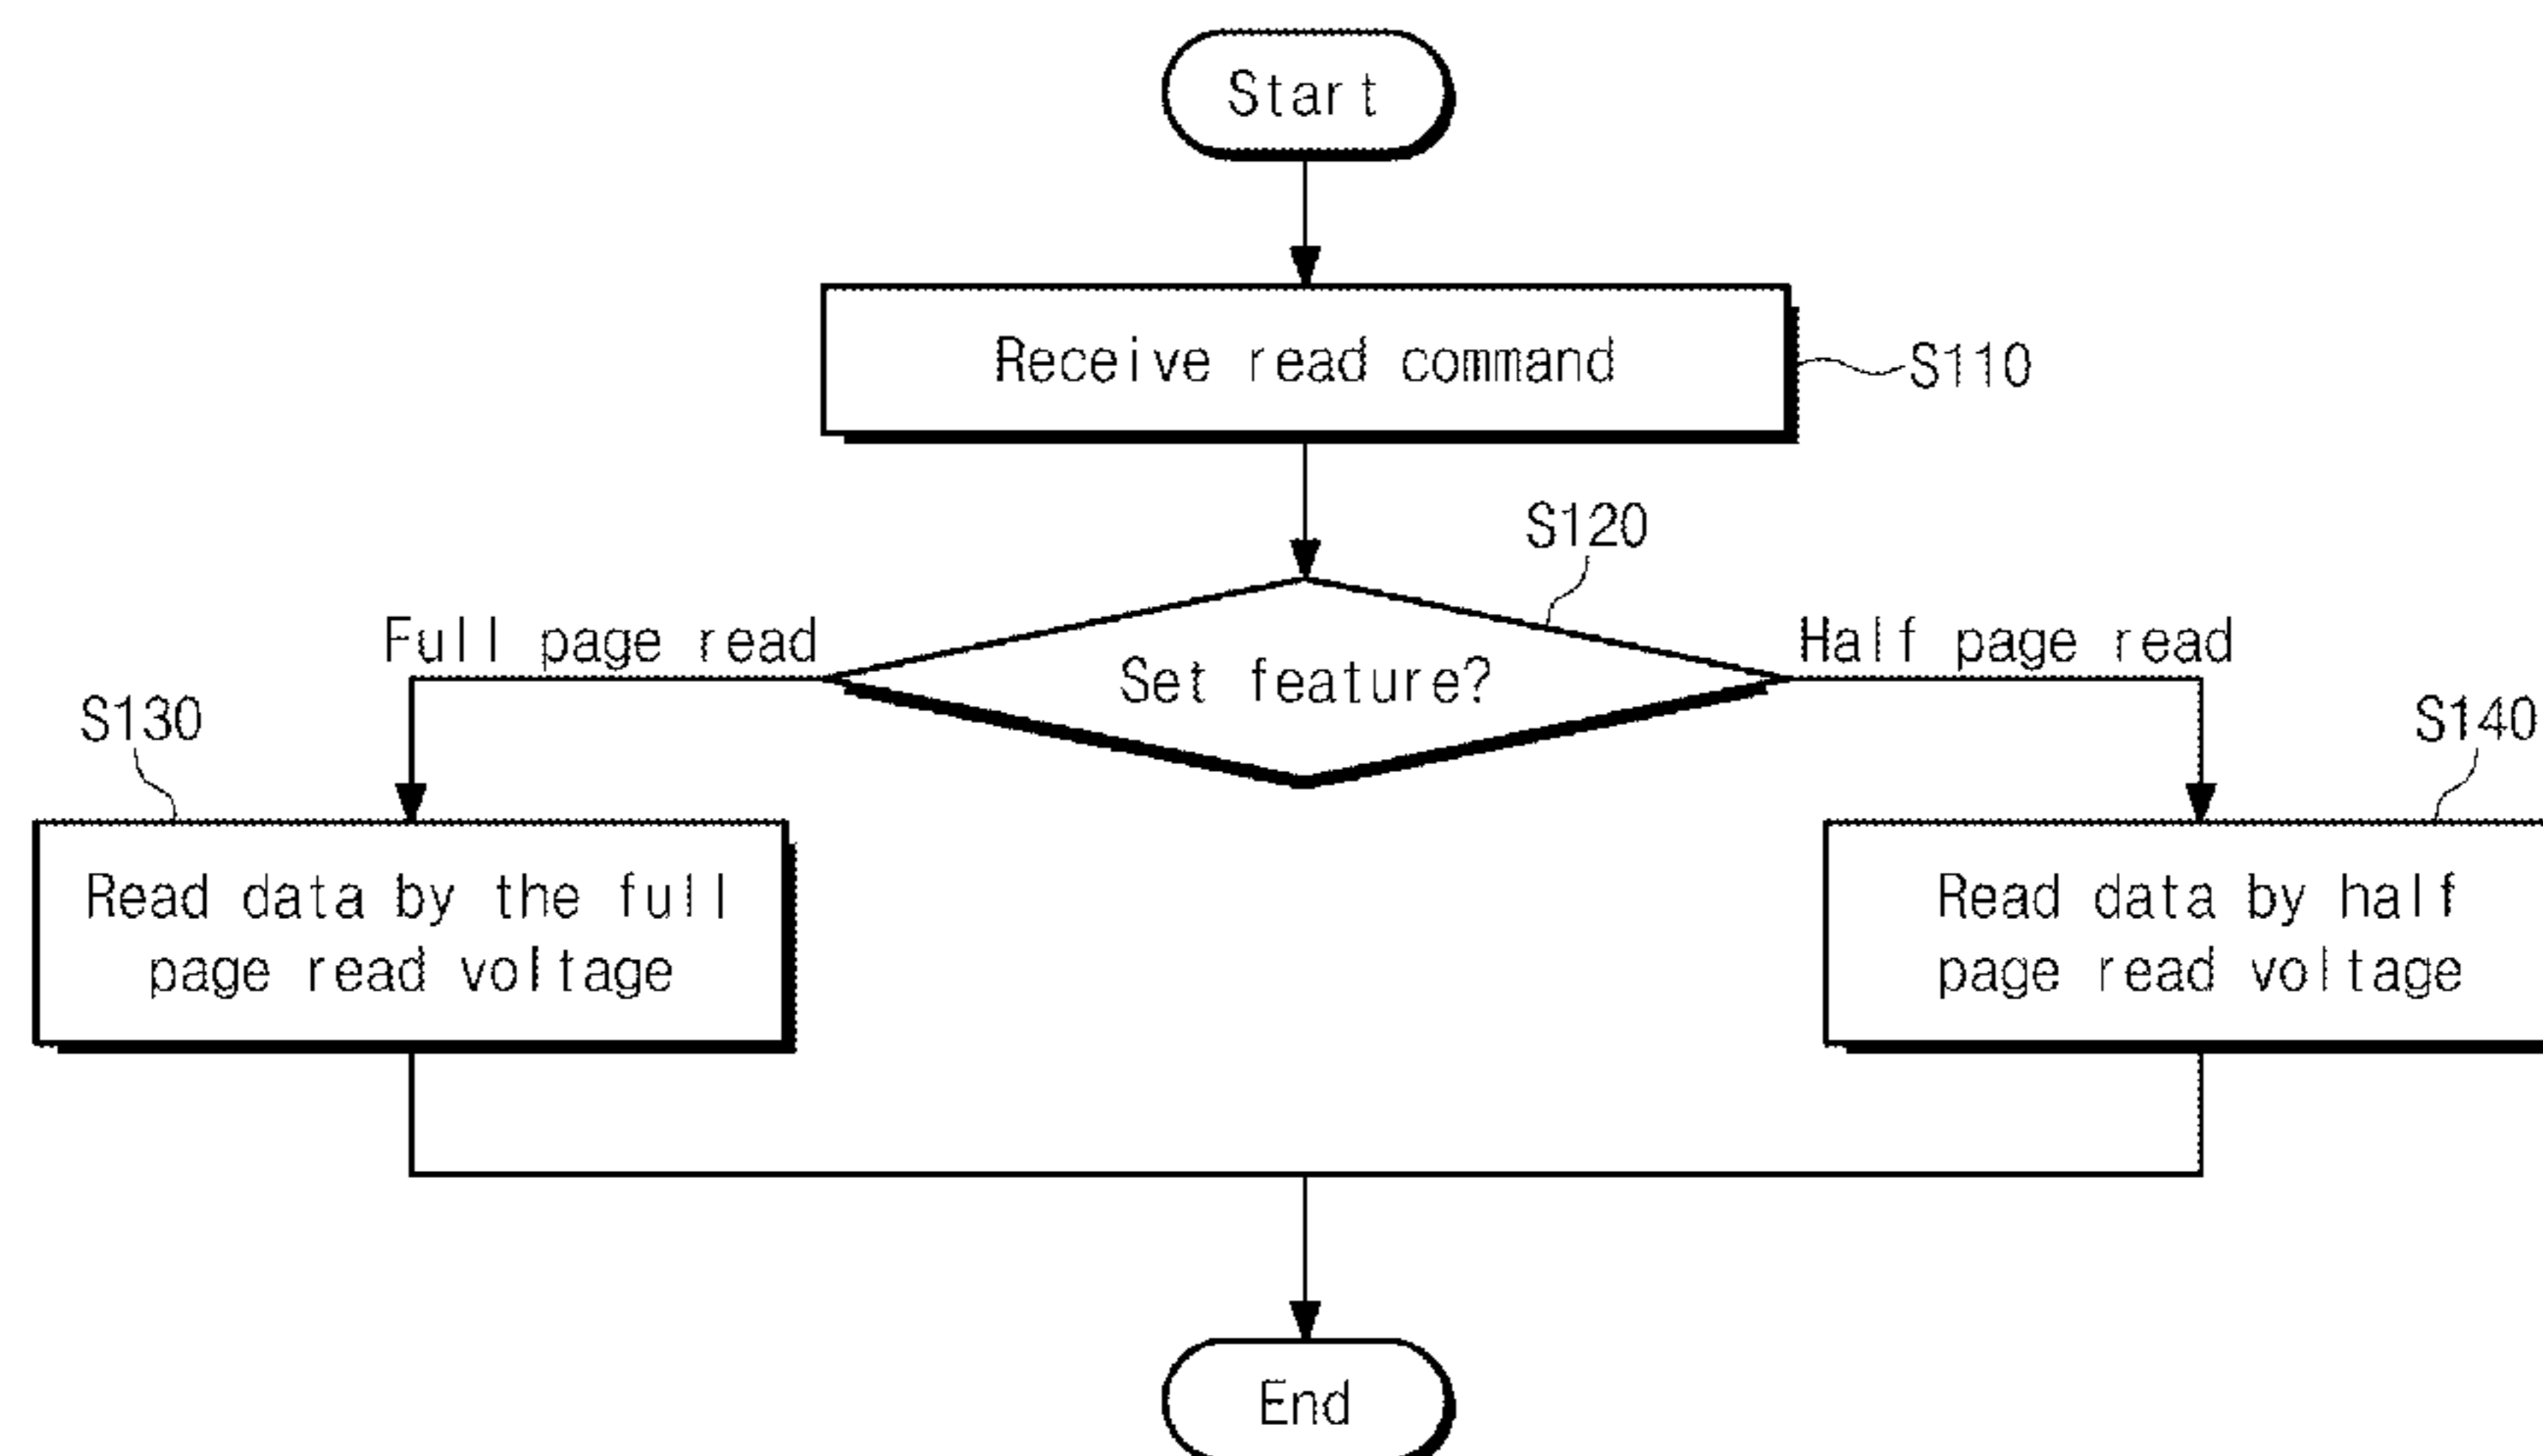 Start
Receive read command
S110
S120
Full page read
Set feature?
Half page read
S130
S140
Read data by the full
page read voltage
Read data by half
page read voltage
End